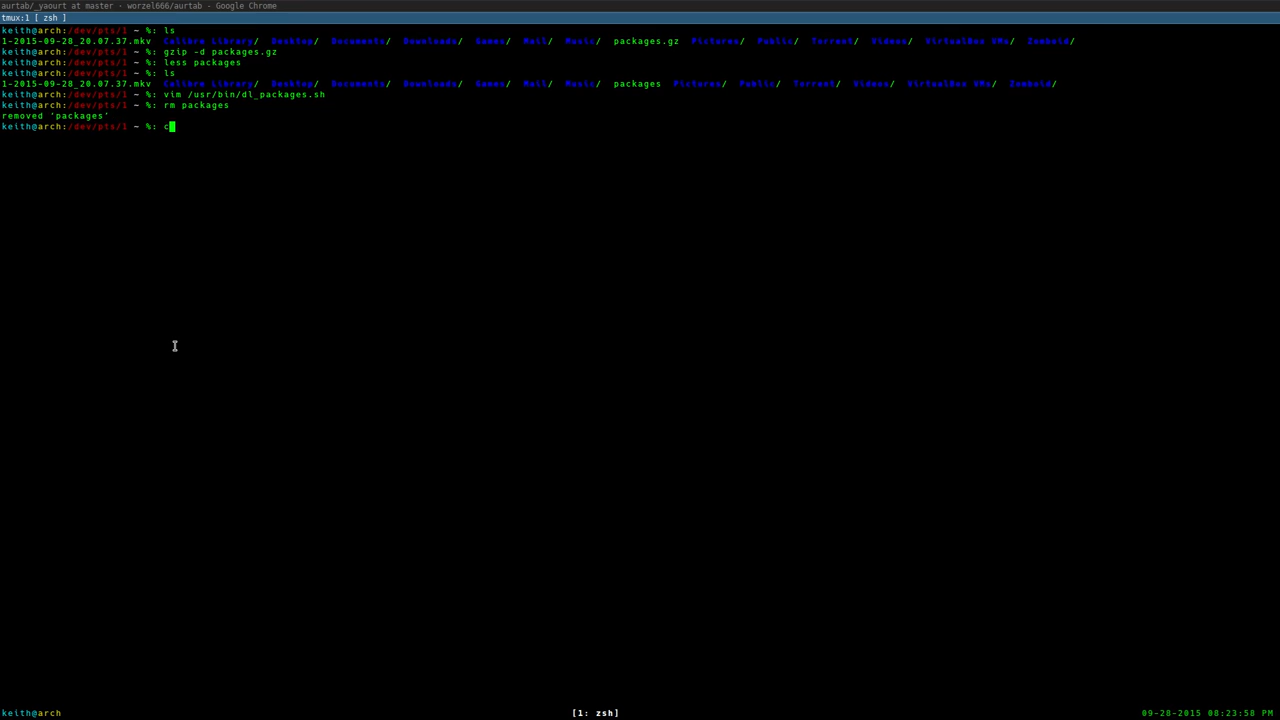 aurtab/_yaourt at master · worzel666/aurtab - Google Chrome
tmux:1 [ zsh ]
keith@arch:/dev/pts/1 ~ %: ls
1-2015-09-28_20.07.37.mkv Calibre Library/ Desktop/ Documents/ Downloads/ Games/ Mail/ Music/ packages.gz Pictures/ Public/ Torrent/ Videos/ VirtualBox VMs/ Zomboid/
keith@arch:/dev/pts/1 ~ %: gzip -d packages.gz
keith@arch:/dev/pts/1 ~ %: less packages
keith@arch:/dev/pts/1 ~ %: ls
1-2015-09-28_20.07.37.mkv Calibre Library/ Desktop/ Documents/ Downloads/ Games/ Mail/ Music/ packages Pictures/ Public/ Torrent/ Videos/ VirtualBox VMs/ Zomboid/
keith@arch:/dev/pts/1 ~ %: vim /usr/bin/dl_packages.sh
keith@arch:/dev/pts/1 ~ %: rm packages
removed ‘packages’
keith@arch:/dev/pts/1 ~ %: c
keith@arch [1: zsh] 09-28-2015 08:23:58 PM